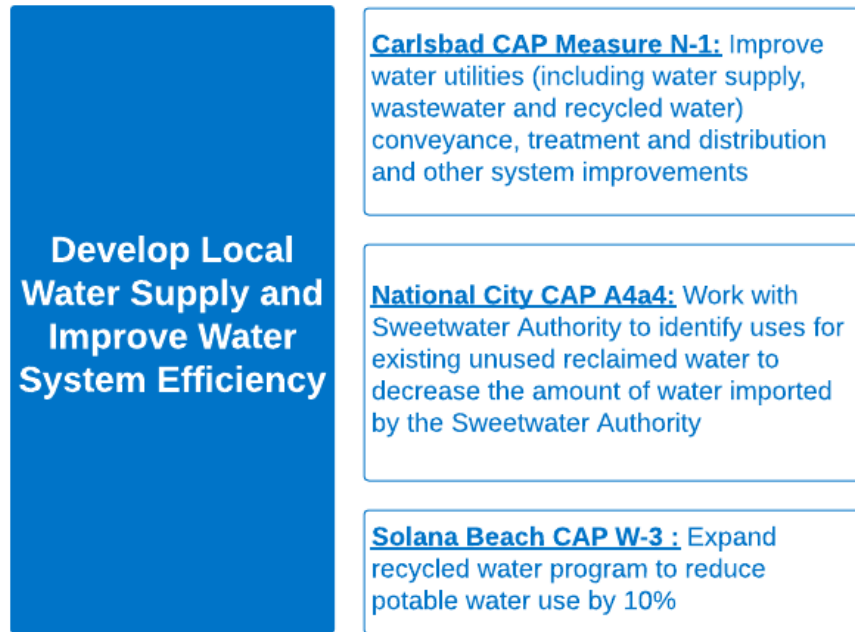 Develop Local
Water Supply and
Improve Water
System Efficiency
Carlsbad CAP Measure N-1: Improve
water utilities (including water supply,
wastewater and recycled water)
conveyance, treatment and distribution
and other system improvements
National City CAP A4a4: Work with
Sweetwater Authority to identify uses for
existing unused reclaimed water to
decrease the amount of water imported
by the Sweetwater Authority
Solana Beach CAP W-3 : Expand
recycled water program to reduce
potable water use by 10%